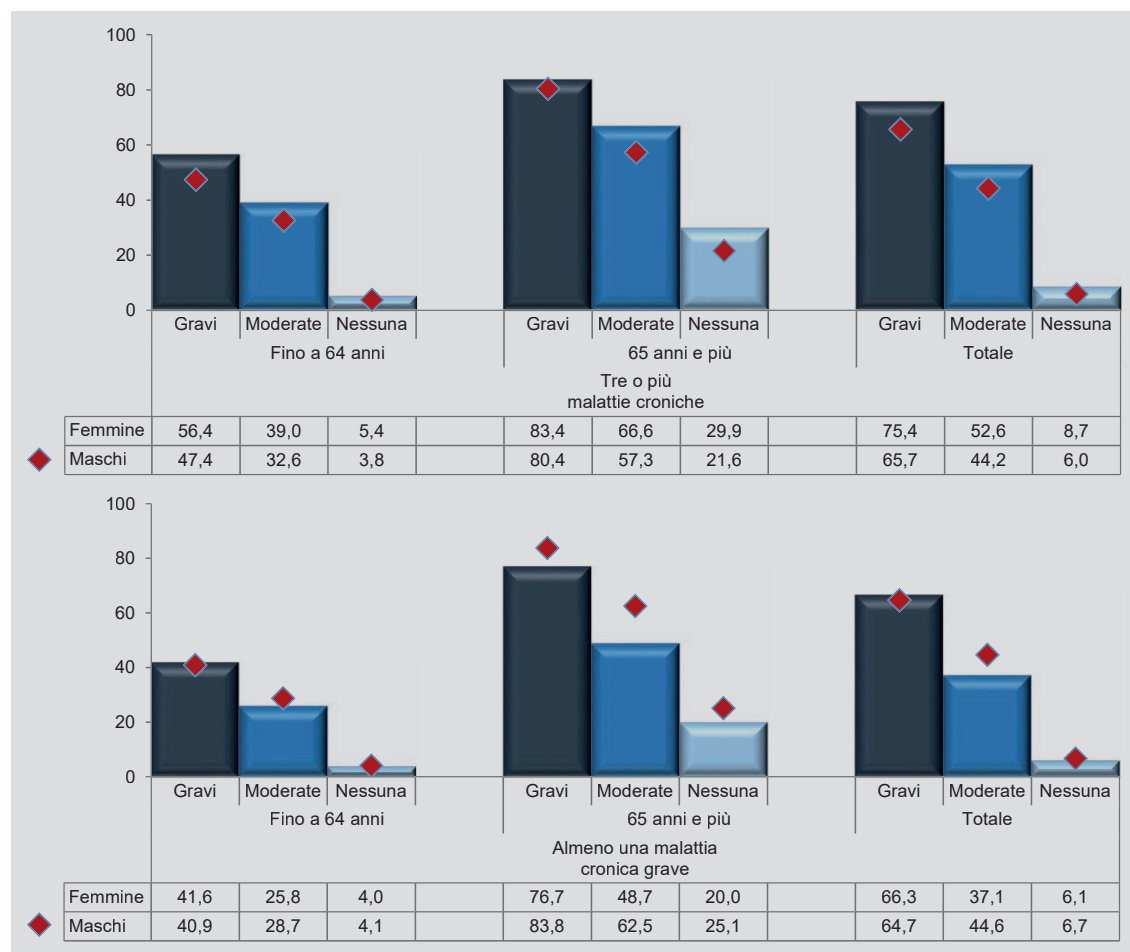 100
80
60
40
20
0
Gravi Moderate Nessuna Gravi Moderate Nessuna Gravi Moderate Nessuna
Fino a 64 anni 65 anni e più Totale
Tre o più
malattie croniche
Femmine 56,4 39,0 5,4 83,4 66,6 29,9 75,4 52,6 8,7
Maschi 47,4 32,6 3,8 80,4 57,3 21,6 65,7 44,2 6,0
100
80
60
40
20
0
Gravi Moderate Nessuna Gravi Moderate Nessuna Gravi Moderate Nessuna
Fino a 64 anni 65 anni e più Totale
Almeno una malattia
cronica grave
Femmine 41,6 25,8 4,0 76,7 48,7 20,0 66,3 37,1 6,1
Maschi 40,9 28,7 4,1 83,8 62,5 25,1 64,7 44,6 6,7